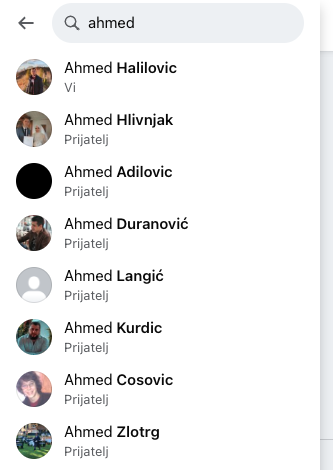 ahmed
Ahmed Halilovic
Vi
Ahmed Hlivnjak
Prijatelj
Ahmed Adilovic
Prijatelj
Ahmed Duranović
Prijatelj
Ahmed Langić
Prijatelj
Ahmed Kurdic
Prijatelj
Ahmed Cosovic
Prijatelj
Ahmed Zlotrg
Prijatelj